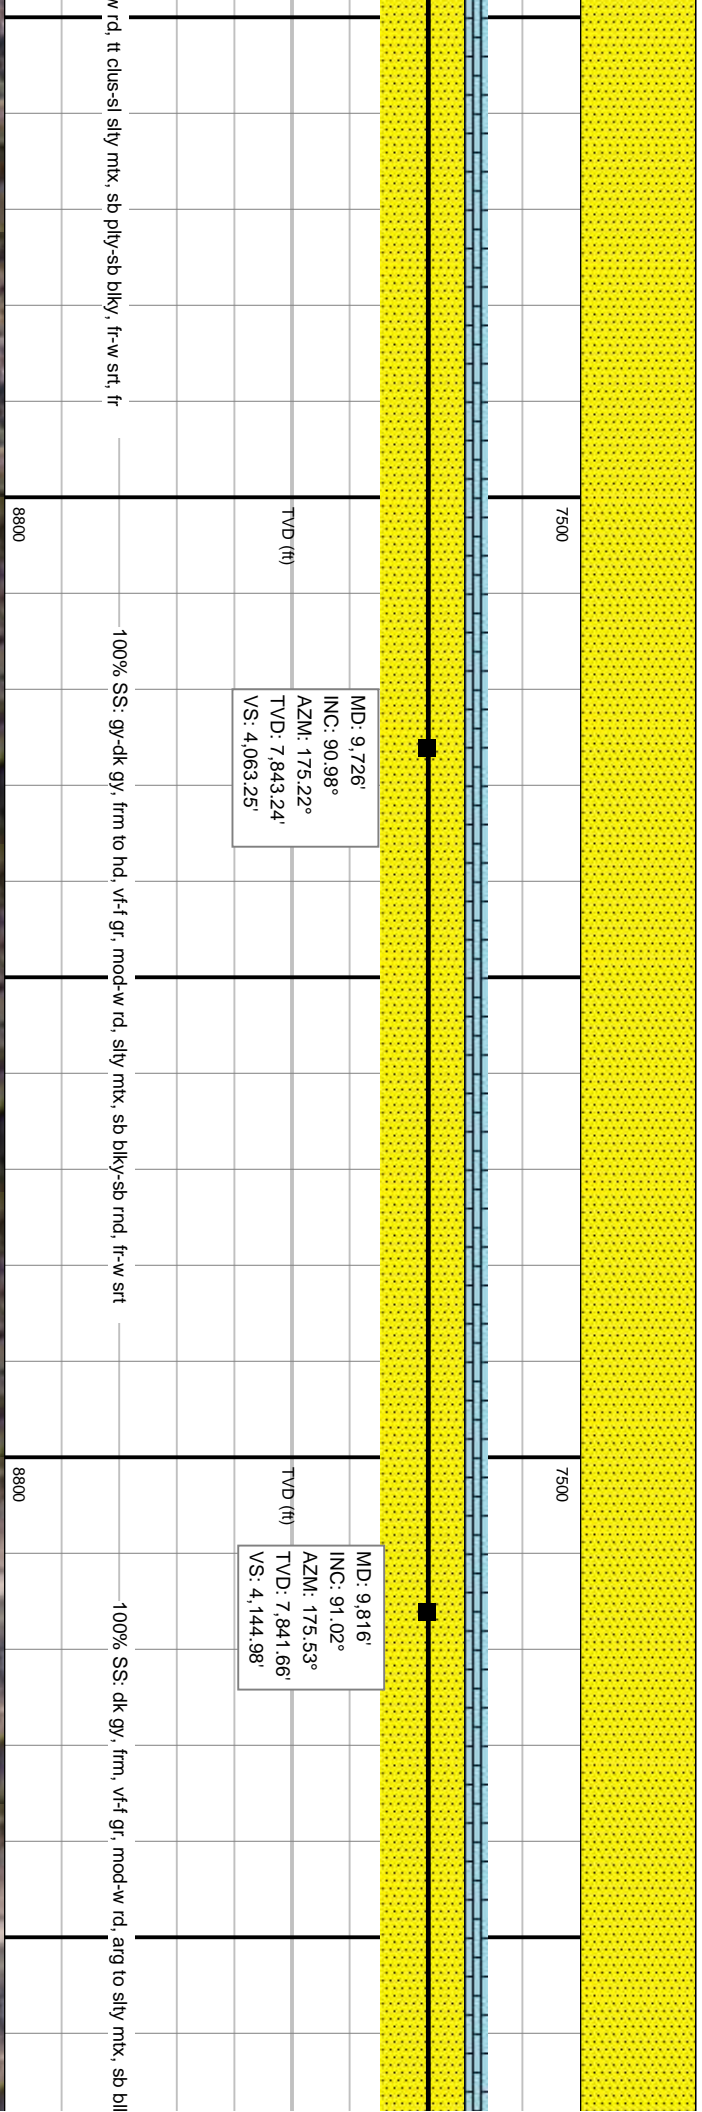 w rd, tt clus-sl slty mtx, sb plty-sb blky, fr-w srt, fr
7500
TVD (ft)
8800
MD: 9,726'
INC: 90.98°
AZM: 175.22°
TVD: 7,843.24'
VS: 4,063.25'
100% SS: gy-dk gy, frm to hd, vf-f gr, mod-w rd, slty mtx, sb blky-sb rnd, fr-w srt
7500
TVD (ft)
8800
MD: 9,816'
INC: 91.02°
AZM: 175.53°
TVD: 7,841.66'
VS: 4,144.98'
100% SS: dk gy, frm, vf-f gr, mod-w rd, arg to slty mtx, sb